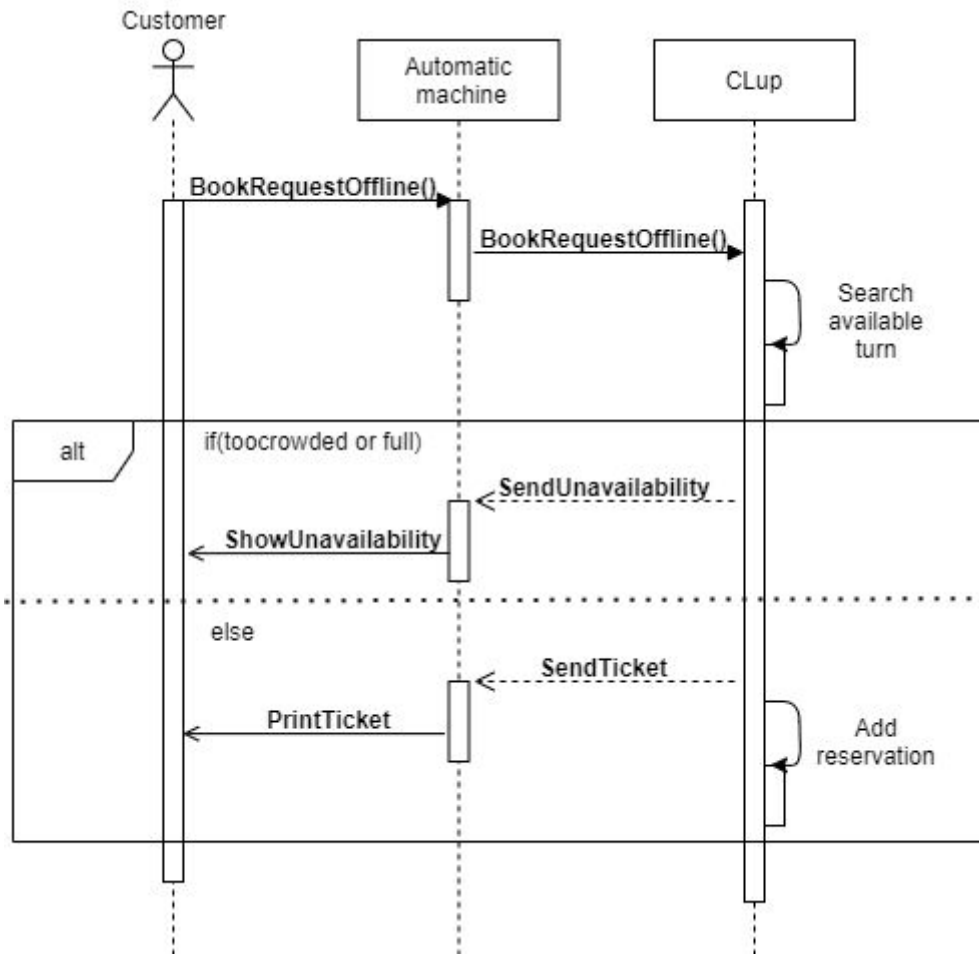 Customer
Automatic
machine
CLup
BookRequestOffline()
BookRequestOffline()
Search
available
turn
alt
if(toocrowded or full)
SendUnavailability
ShowUnavailability
else
SendTicket
PrintTicket
Add
reservation